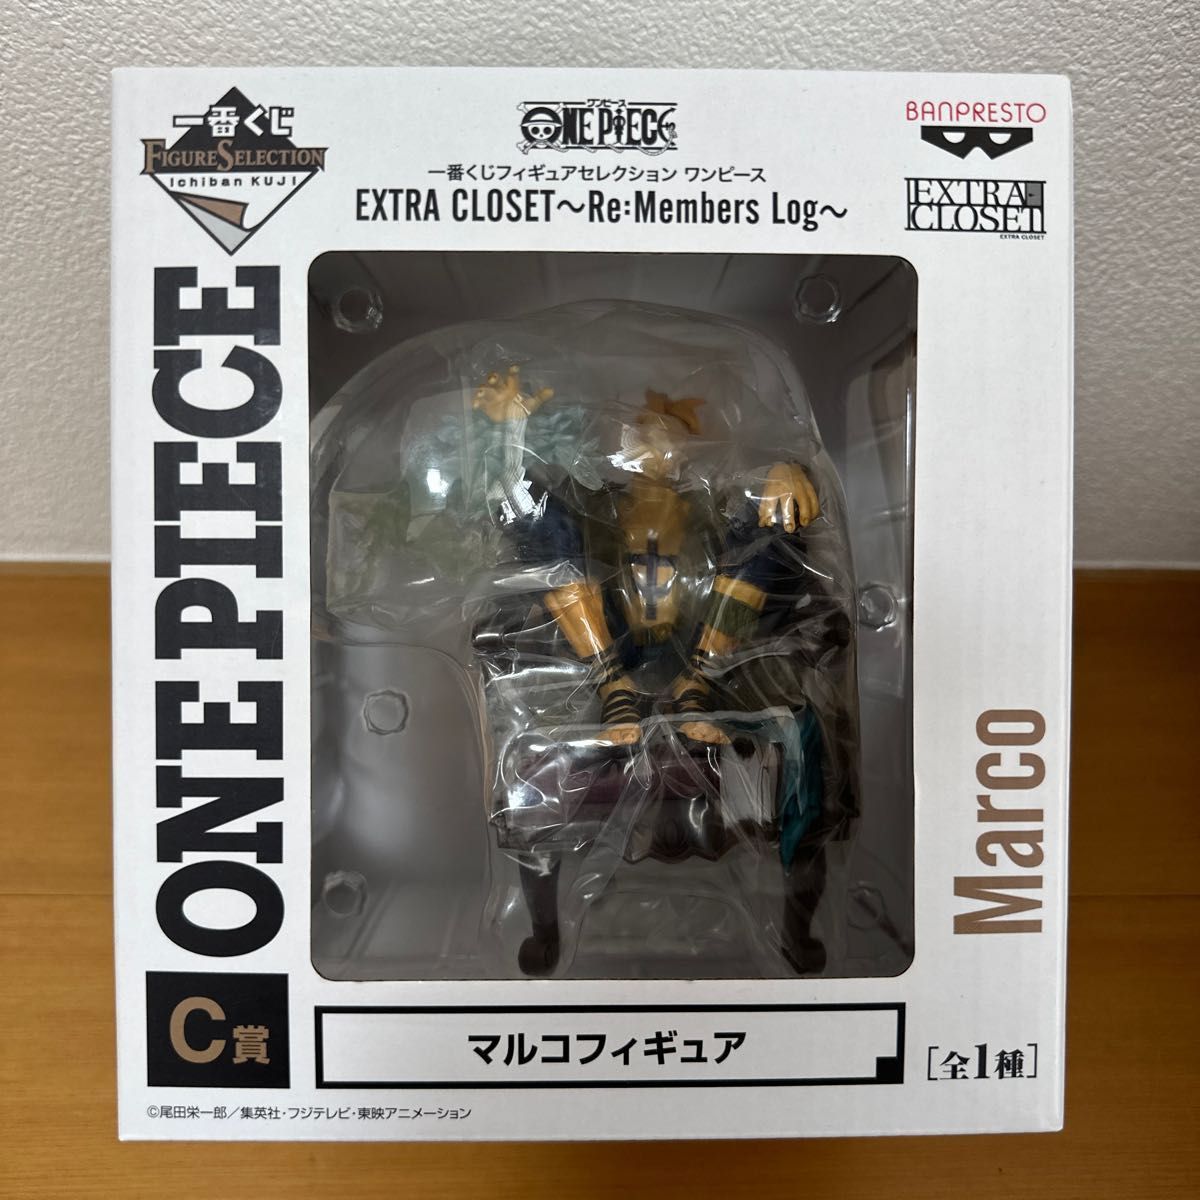 一番くじ
FIGURE SELECTION
Ichiban KUJI
ワンピース
ONE PIECE
一番くじフィギュアセレクション ワンピース
EXTRA CLOSET～Re:Members Log～
BANPRESTO
EXTRA
CLOSET
EXTRA CLOSET
ONE PIECE
Marco
C賞
マルコフィギュア
[全1種]
©尾田栄一郎／集英社・フジテレビ・東映アニメーション